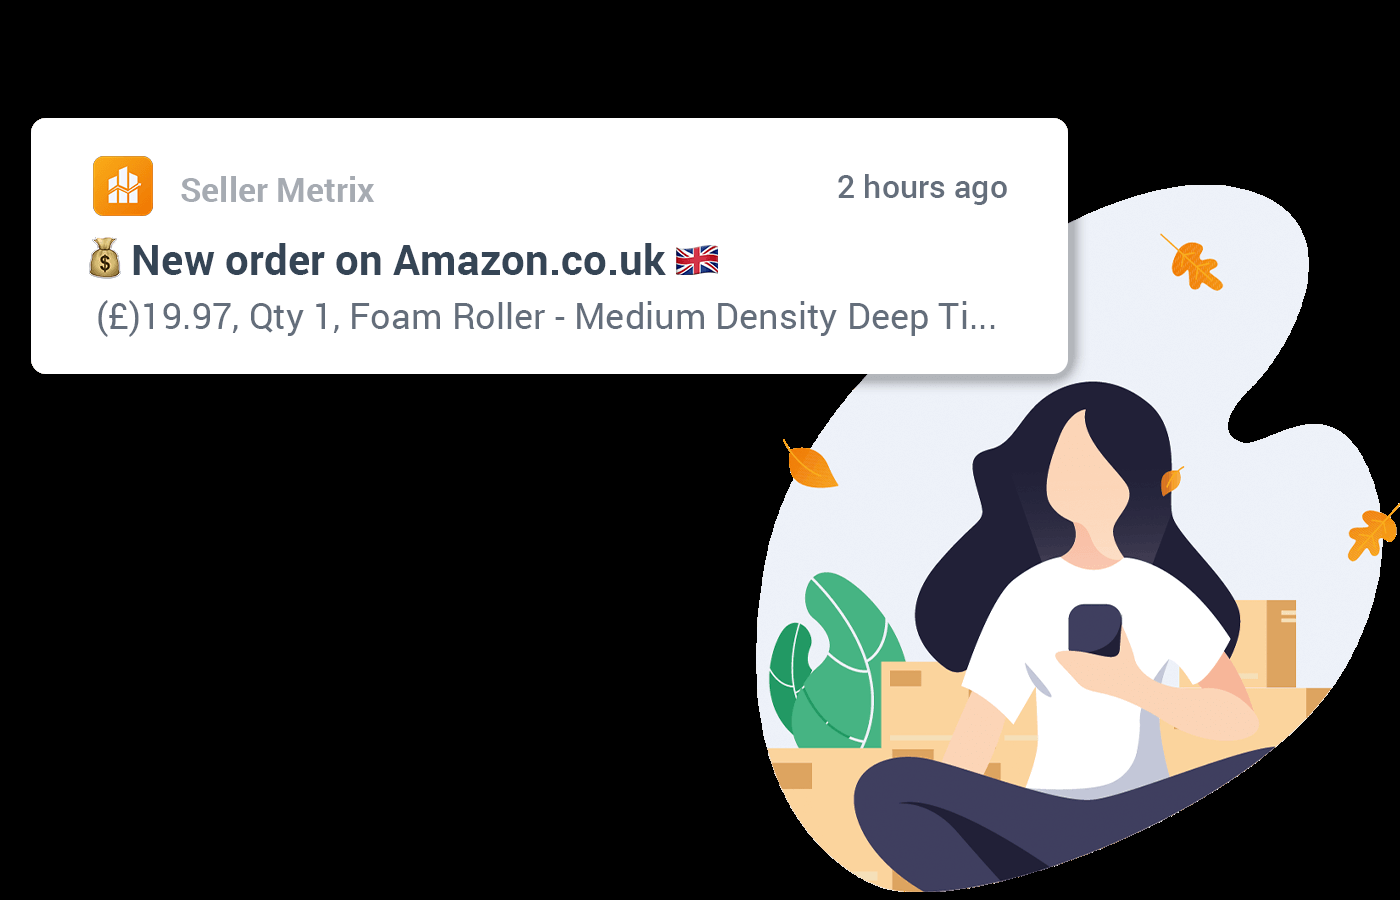 Seller Metrix
2 hours ago
💰New order on Amazon.co.uk 🇬🇧
(£)19.97, Qty 1, Foam Roller - Medium Density Deep Ti...